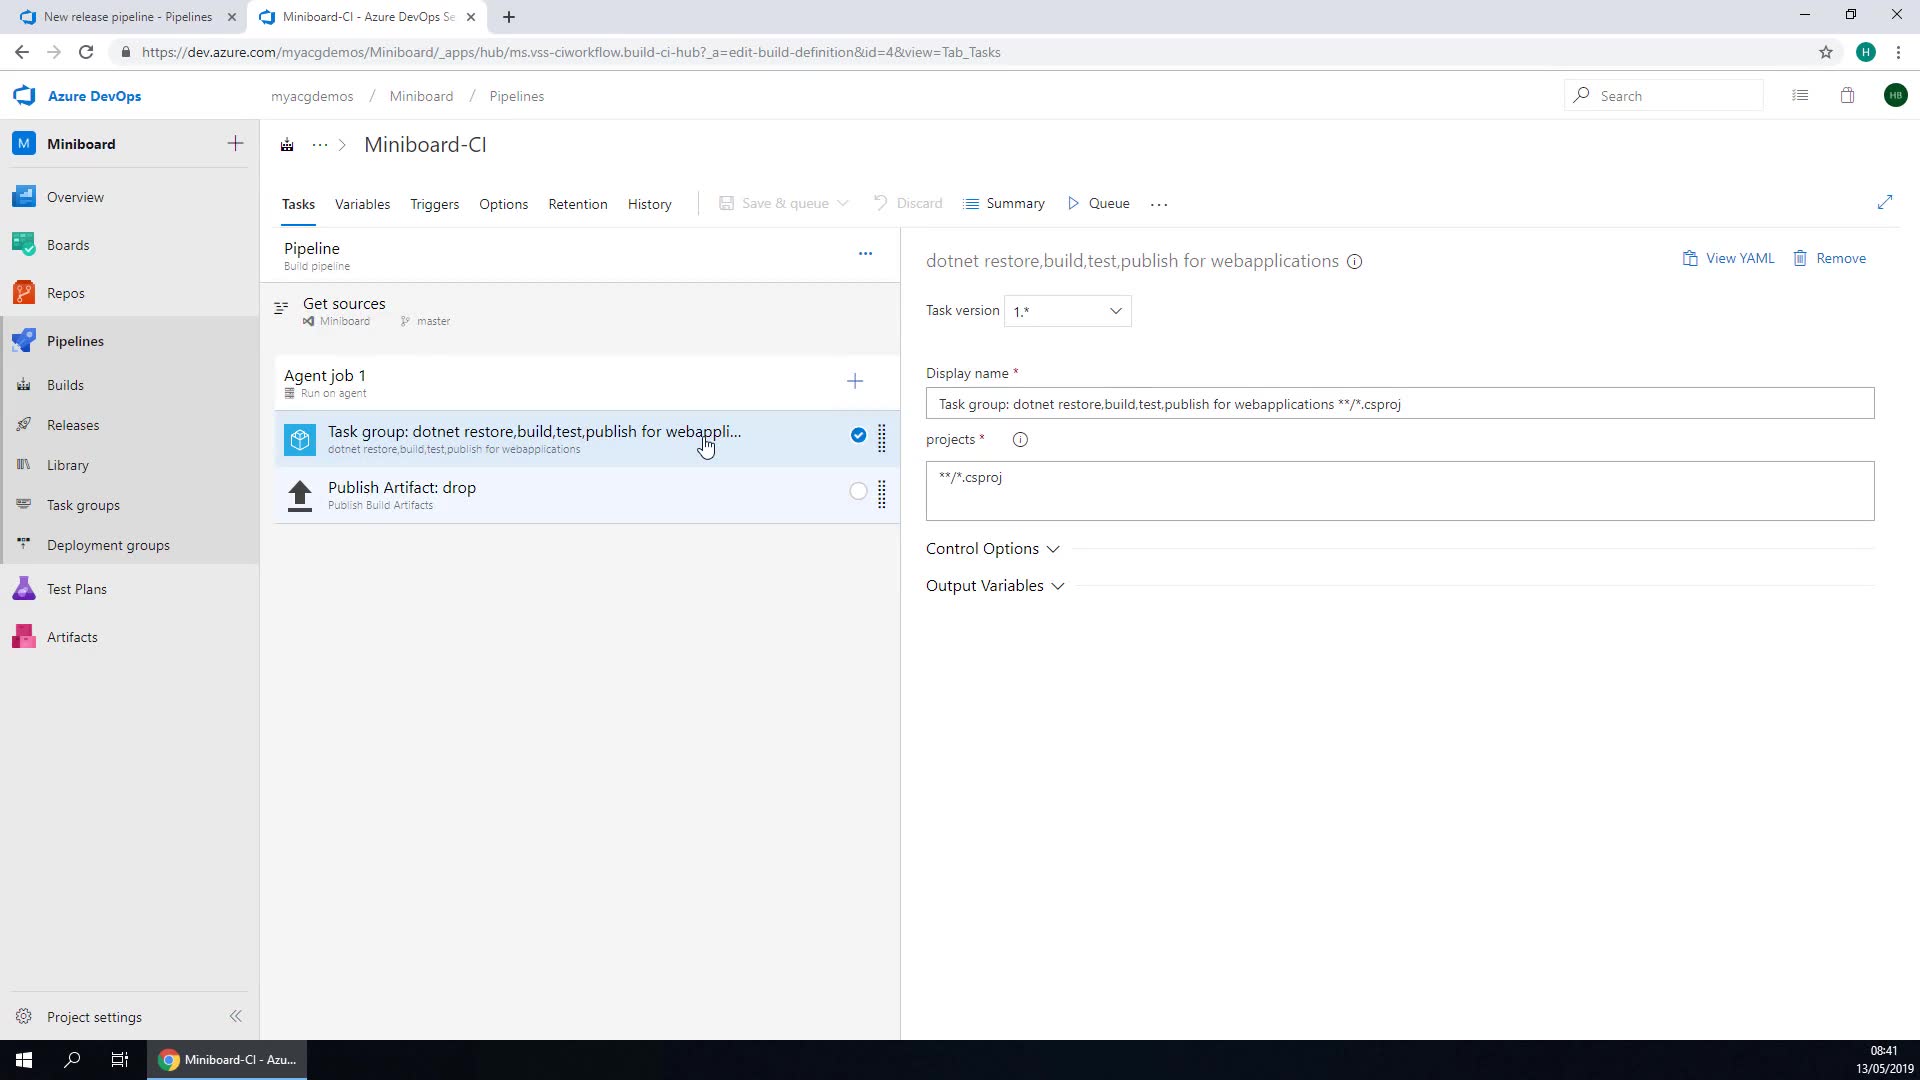 New release pipeline - Pipelines
Miniboard-CI - Azure DevOps Se
https://dev.azure.com/myacgdemos/Miniboard/_apps/hub/ms.vss-ciworkflow.build-ci-hub?_a=edit-build-definition&id=4&view=Tab_Tasks
H
Azure DevOps
myacgdemos / Miniboard / Pipelines
Search
HB
M Miniboard
Miniboard-CI
Overview
Boards
Repos
Pipelines
Builds
Releases
Library
Task groups
Deployment groups
Test Plans
Artifacts
Project settings
Tasks Variables Triggers Options Retention History Save & queue Discard Summary Queue ...
Pipeline
Build pipeline
Get sources
Miniboard master
Agent job 1
Run on agent
Task group: dotnet restore,build,test,publish for webappli...
dotnet restore,build,test,publish for webapplications
Publish Artifact: drop
Publish Build Artifacts
dotnet restore,build,test,publish for webapplications
View YAML Remove
Task version 1.*
Display name *
Task group: dotnet restore,build,test,publish for webapplications **/*.csproj
projects *
**/*.csproj
Control Options
Output Variables
Miniboard-CI - Azu...
08:41
13/05/2019